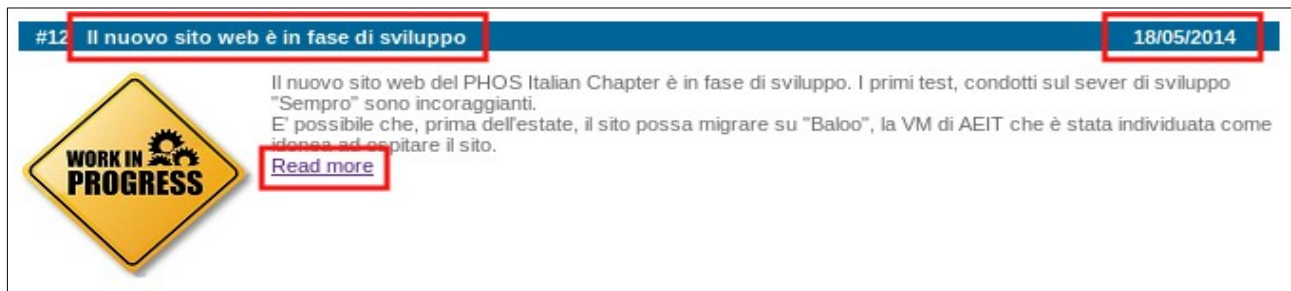 #12 Il nuovo sito web è in fase di sviluppo 18/05/2014
Il nuovo sito web del PHOS Italian Chapter è in fase di sviluppo. I primi test, condotti sul sever di sviluppo
"Sempro" sono incoraggianti.
E' possibile che, prima dell'estate, il sito possa migrare su "Baloo", la VM di AEIT che è stata individuata come
idonea ad ospitare il sito.
Read more
WORK IN
PROGRESS